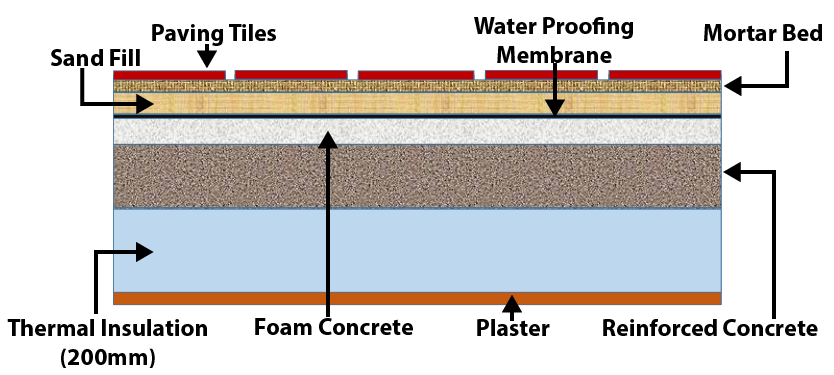 Paving Tiles
Water Proofing
Membrane
Mortar Bed
Sand Fill
Thermal Insulation
(200mm)
Foam Concrete
Plaster
Reinforced Concrete